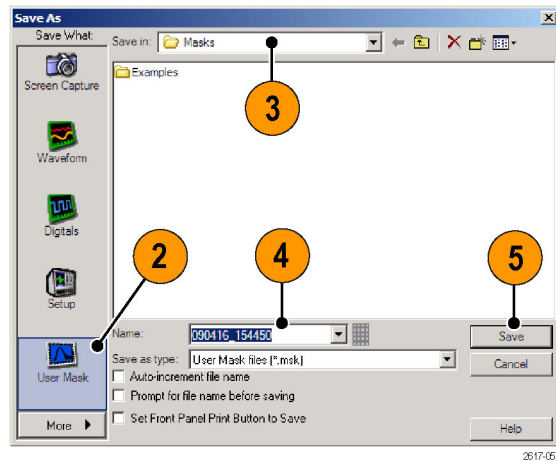 Save As
Save What:
Save in: Masks
Screen Capture
Examples
3
Waveform
Digitals
2
4
5
Setup
Name: 090416_154450
Save
Save as type: User Mask files (*.msk)
Cancel
User Mask
Auto-increment file name
Prompt for file name before saving
Set Front Panel Print Button to Save
More
Help
2617-05